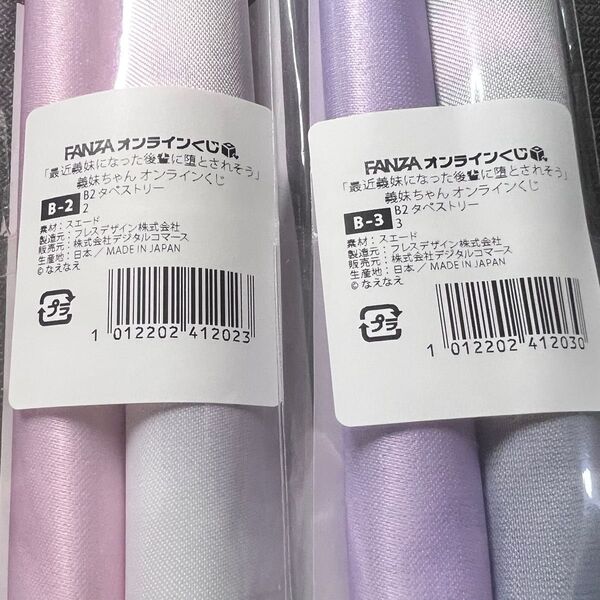 FANZA オンラインくじ
「最近義妹になった後輩に堕とされそう」
義妹ちゃん オンラインくじ
B-2
B2 タペストリー
2
素材：スエード
製造元：フレスデザイン株式会社
販売元：株式会社デジタルコマース
生産地：日本／MADE IN JAPAN
©なえなえ
プラ
1 012202 412023
FANZA オンラインくじ
「最近義妹になった後輩に堕とされそう」
義妹ちゃん オンラインくじ
B-3
B2 タペストリー
3
素材：スエード
製造元：フレスデザイン株式会社
販売元：株式会社デジタルコマース
生産地：日本／MADE IN JAPAN
©なえなえ
プラ
1 012202 412030